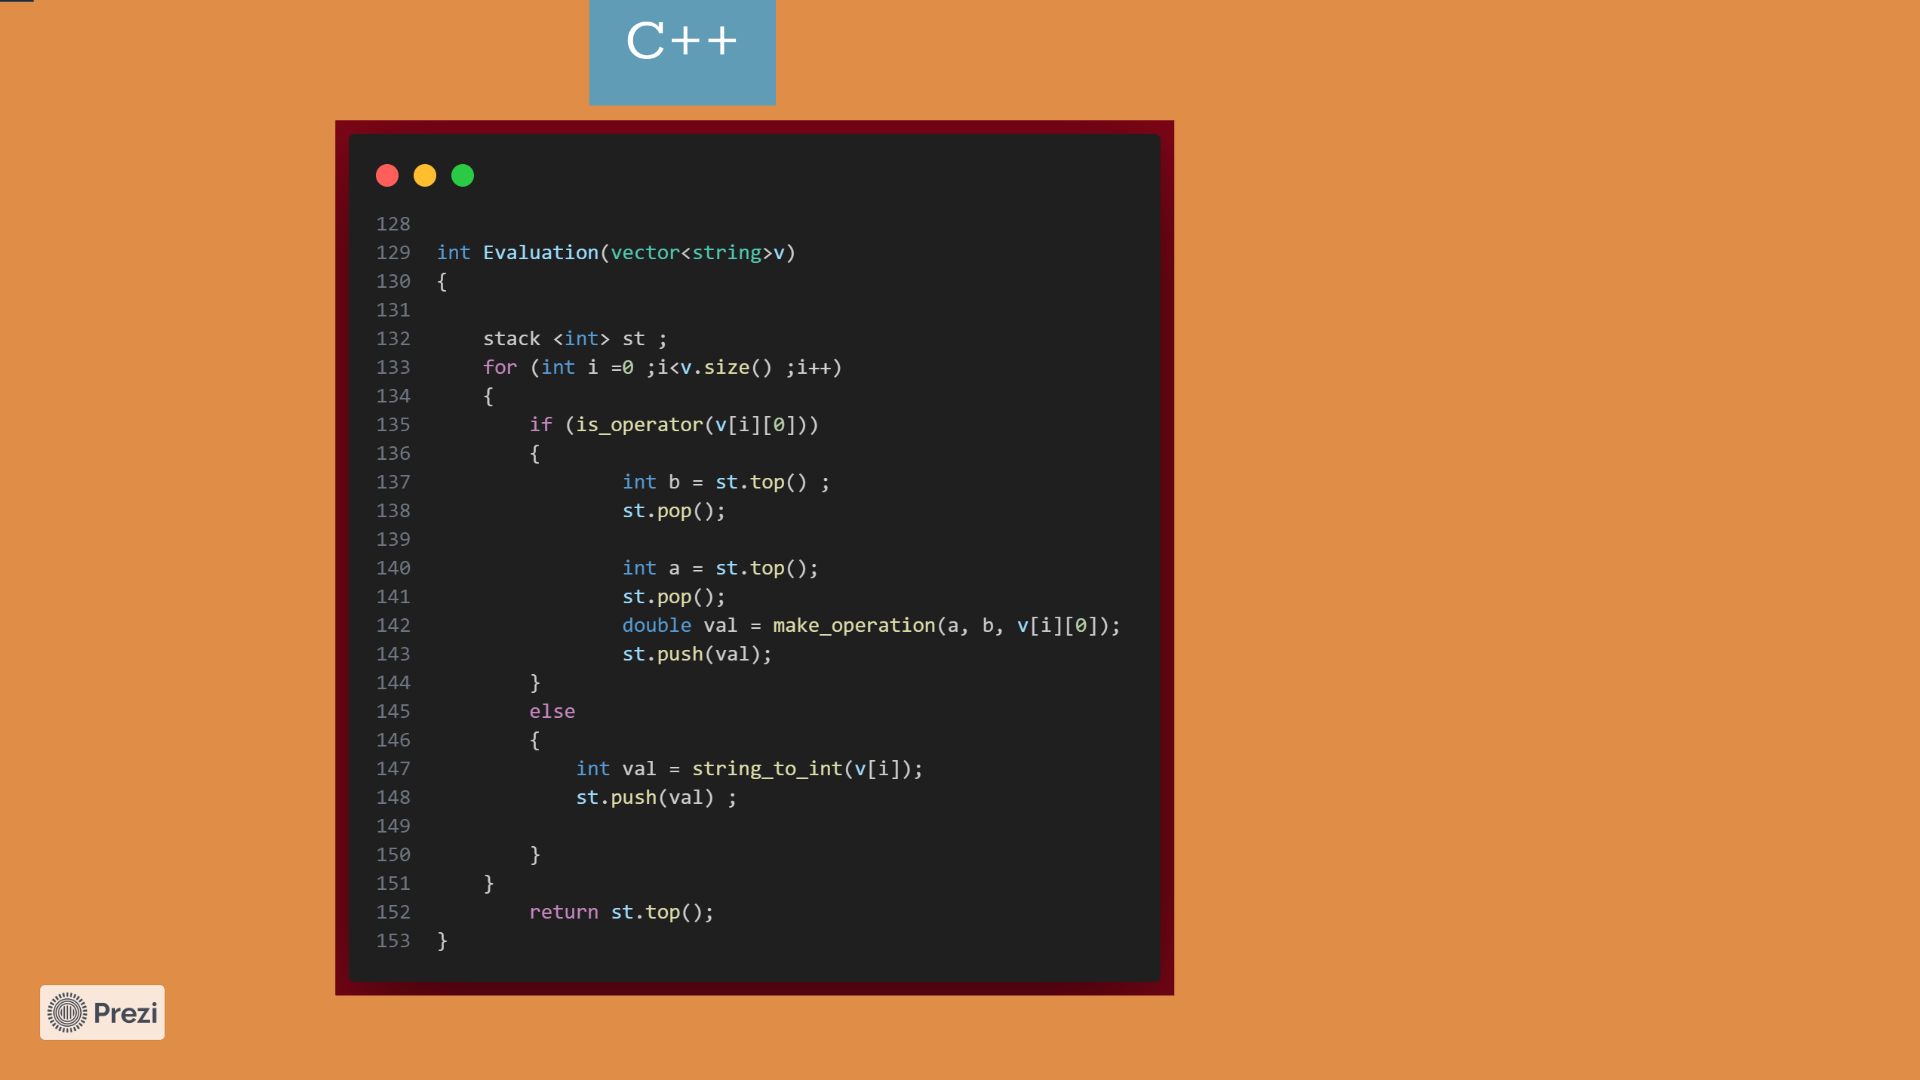 C++
128
129 int Evaluation(vector<string>v)
130 {
131
132     stack <int> st ;
133     for (int i =0 ;i<v.size() ;i++)
134     {
135         if (is_operator(v[i][0]))
136         {
137                 int b = st.top() ;
138                 st.pop();
139
140                 int a = st.top();
141                 st.pop();
142                 double val = make_operation(a, b, v[i][0]);
143                 st.push(val);
144         }
145         else
146         {
147             int val = string_to_int(v[i]);
148             st.push(val) ;
149
150         }
151     }
152         return st.top();
153 }
Prezi